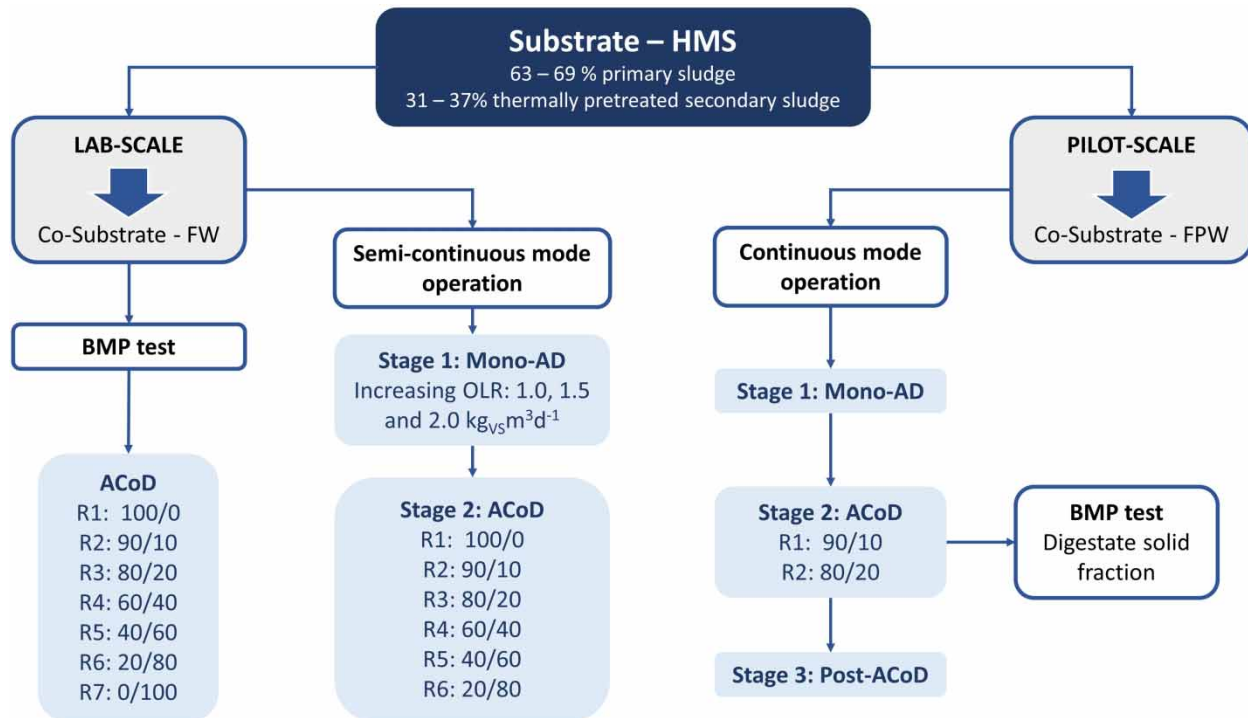 Substrate – HMS
63 – 69 % primary sludge
31 – 37% thermally pretreated secondary sludge
LAB-SCALE
Co-Substrate - FW
PILOT-SCALE
Co-Substrate - FPW
BMP test
ACoD
R1: 100/0
R2: 90/10
R3: 80/20
R4: 60/40
R5: 40/60
R6: 20/80
R7: 0/100
Semi-continuous mode
operation
Stage 1: Mono-AD
Increasing OLR: 1.0, 1.5
and 2.0 kg_VS m³d⁻¹
Stage 2: ACoD
R1: 100/0
R2: 90/10
R3: 80/20
R4: 60/40
R5: 40/60
R6: 20/80
Continuous mode
operation
Stage 1: Mono-AD
Stage 2: ACoD
R1: 90/10
R2: 80/20
BMP test
Digestate solid
fraction
Stage 3: Post-ACoD